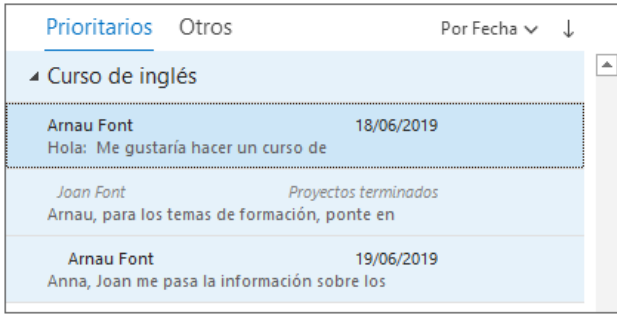 Prioritarios Otros Por Fecha
Curso de inglés
Arnau Font 18/06/2019
Hola: Me gustaría hacer un curso de
Joan Font Proyectos terminados
Arnau, para los temas de formación, ponte en
Arnau Font 19/06/2019
Anna, Joan me pasa la información sobre los